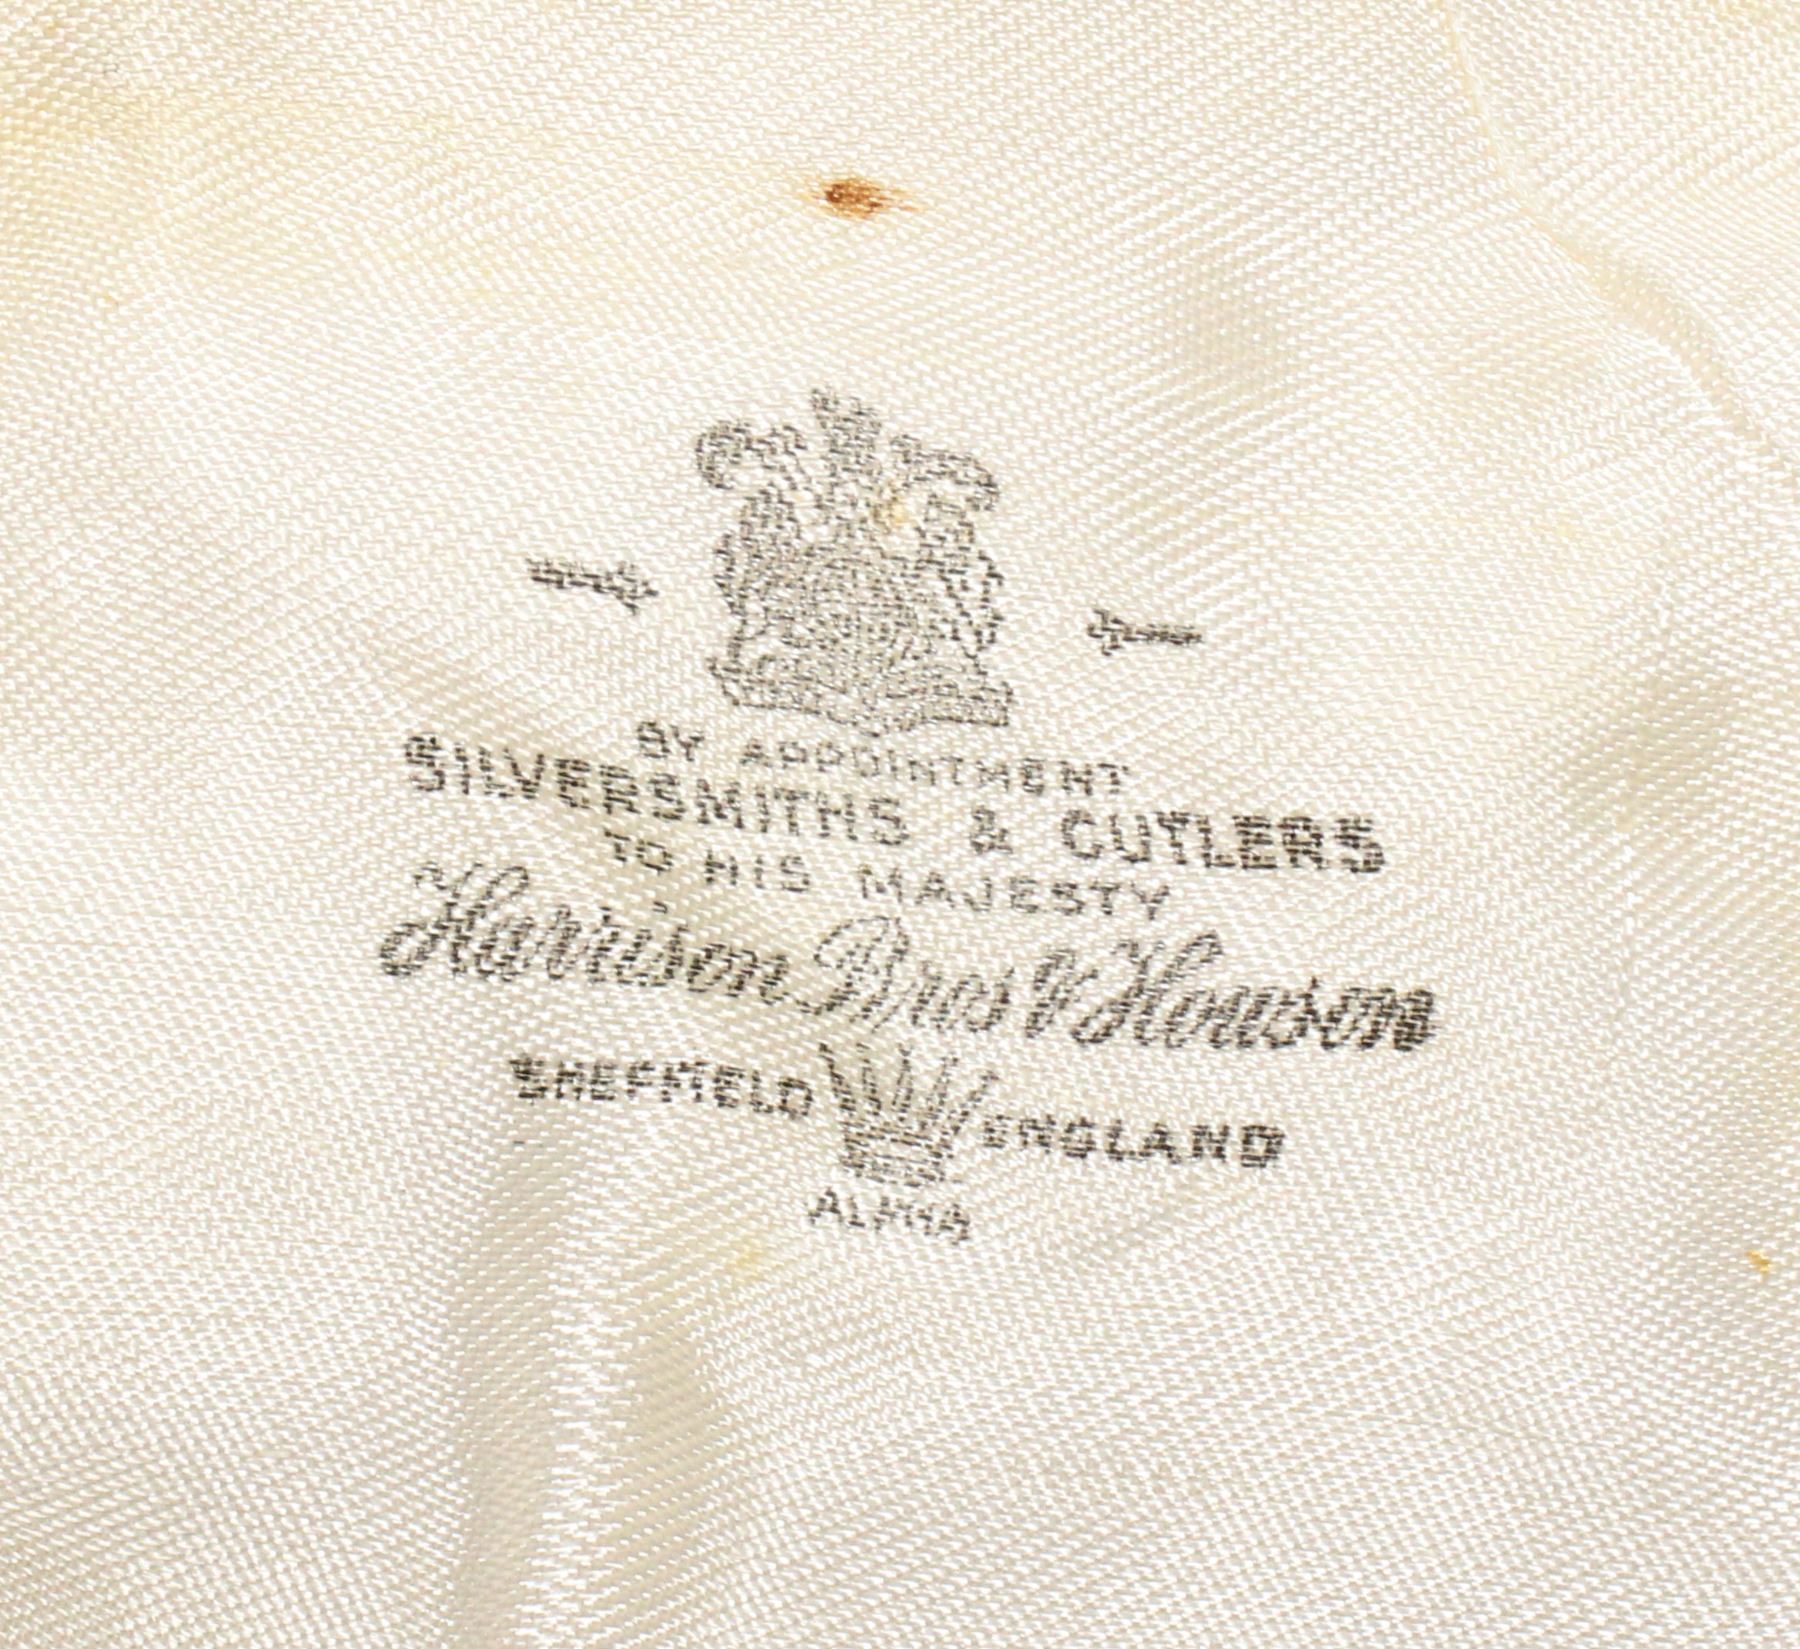 BY APPOINTMENT
SILVERSMITHS & CUTLERS
TO HIS MAJESTY
Harrison Bros & Howson
SHEFFIELD ENGLAND
ALPHA